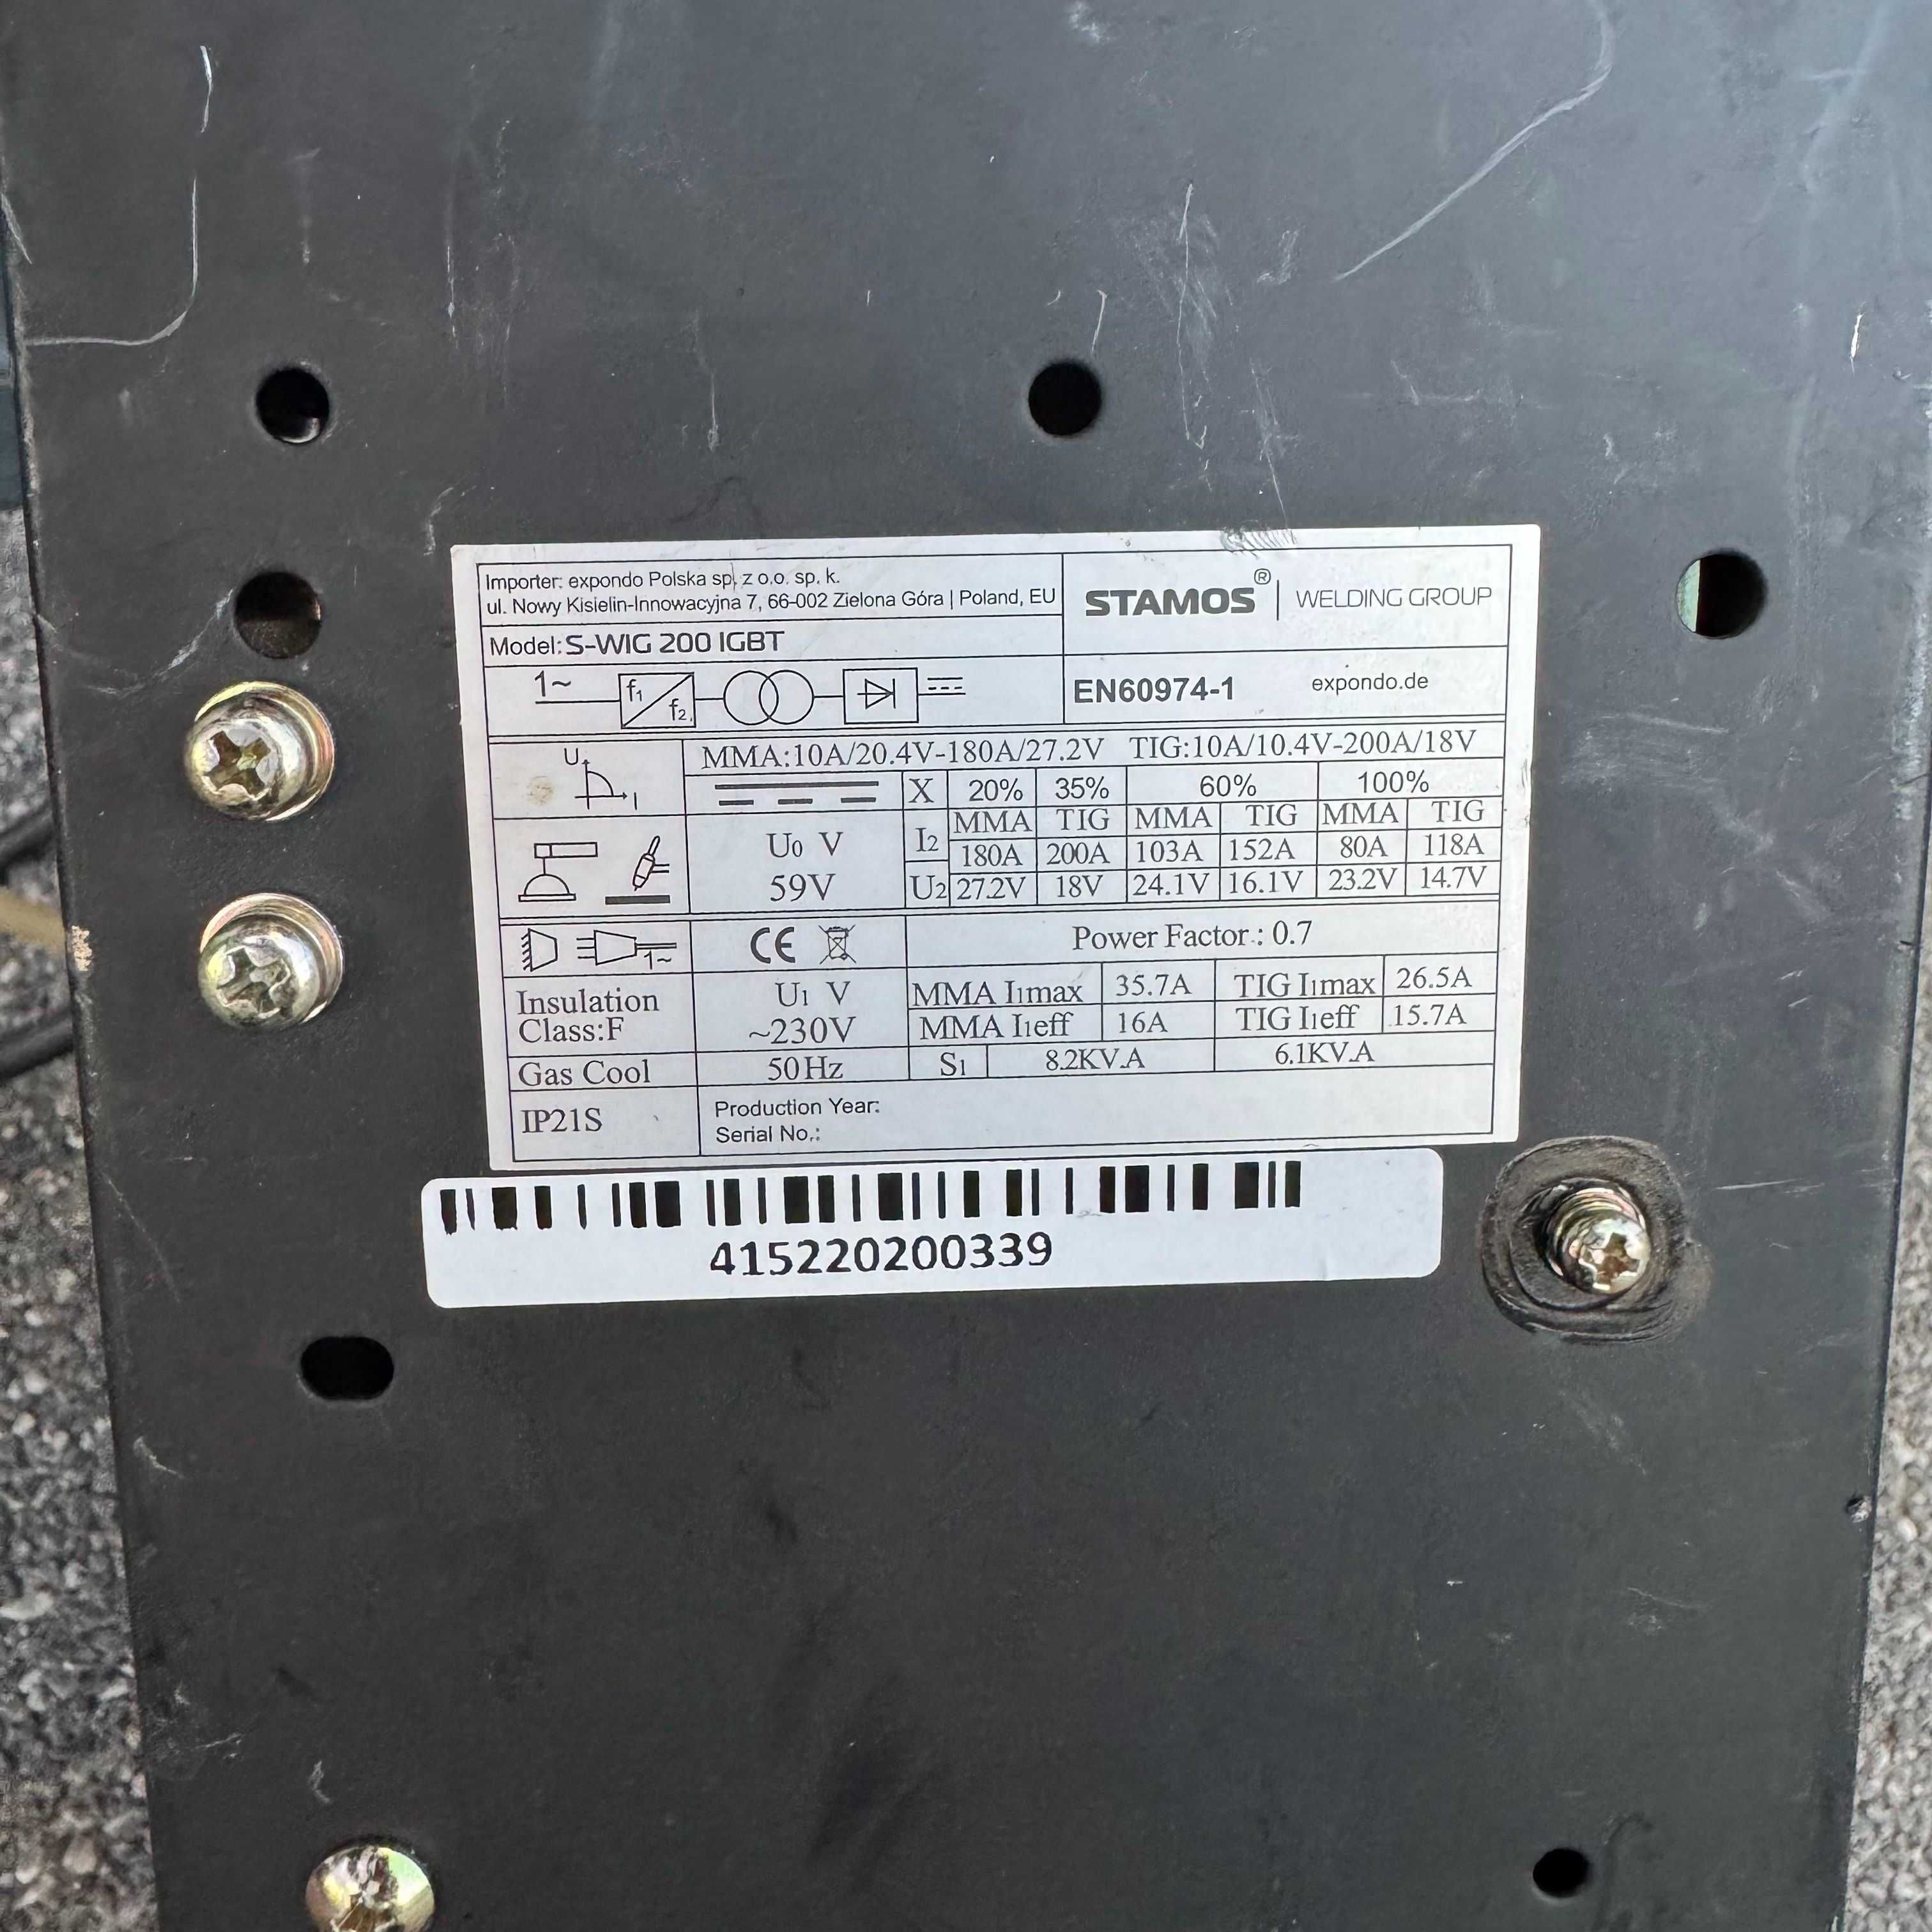 Importer: expondo Polska sp. z o.o. sp. k.
ul. Nowy Kisielin-Innowacyjna 7, 66-002 Zielona Góra | Poland, EU
STAMOS® | WELDING GROUP
Model: S-WIG 200 IGBT
1~ f1 f2
EN60974-1 expondo.de
U I
MMA:10A/20.4V-180A/27.2V TIG:10A/10.4V-200A/18V
X 20% 35% 60% 100%
MMA TIG MMA TIG MMA TIG
U0 V I2 180A 200A 103A 152A 80A 118A
59V U2 27.2V 18V 24.1V 16.1V 23.2V 14.7V
1~ CE Power Factor.: 0.7
Insulation Class:F
U1 V MMA I1max 35.7A TIG I1max 26.5A
~230V MMA I1eff 16A TIG I1eff 15.7A
Gas Cool 50Hz S1 8.2KV.A 6.1KV.A
IP21S
Production Year:
Serial No.:
415220200339